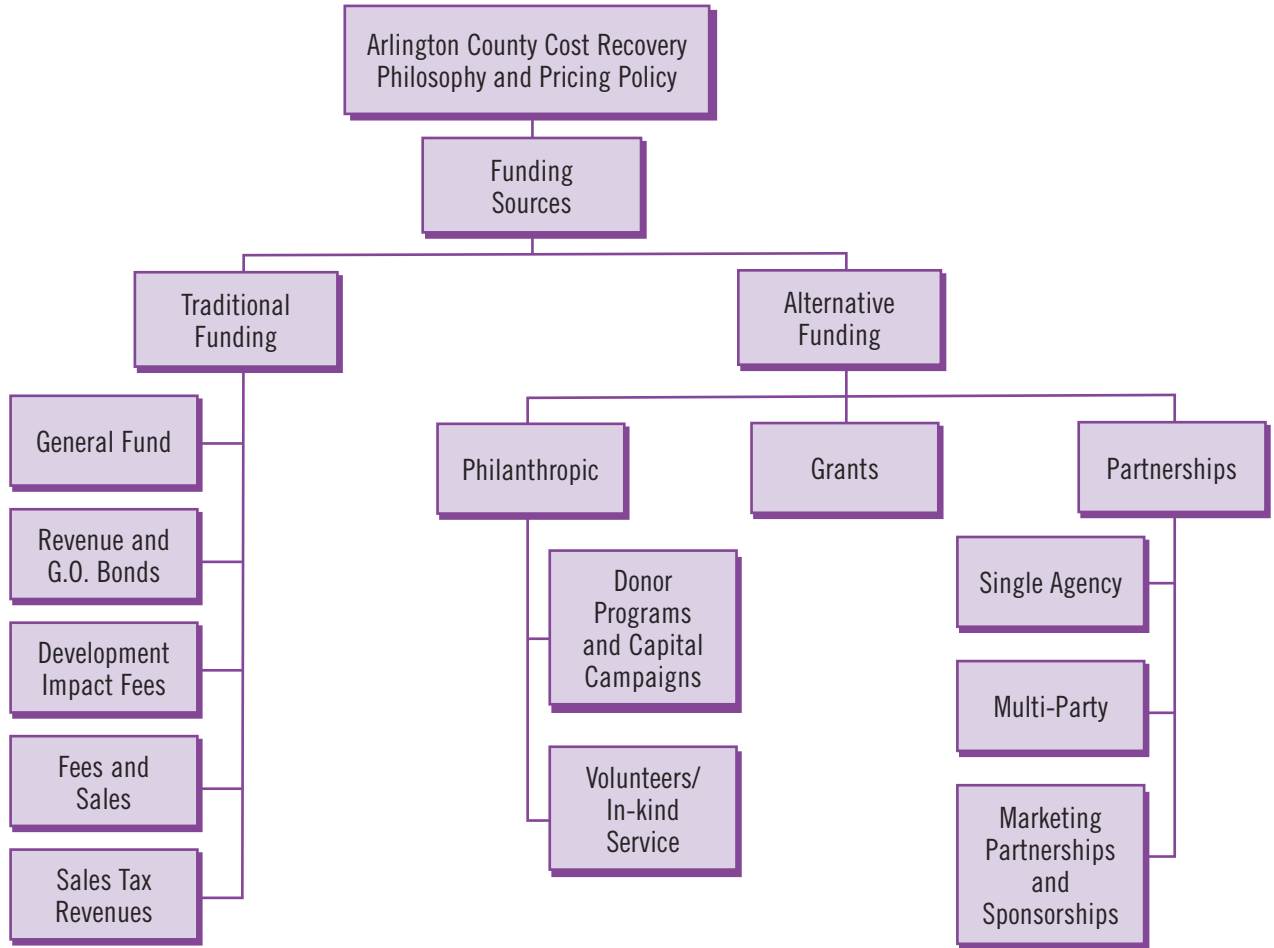 Arlington County Cost Recovery
Philosophy and Pricing Policy
Funding
Sources
Traditional
Funding
Alternative
Funding
General Fund
Revenue and
G.O. Bonds
Development
Impact Fees
Fees and
Sales
Sales Tax
Revenues
Philanthropic
Donor
Programs
and Capital
Campaigns
Volunteers/
In-kind
Service
Grants
Partnerships
Single Agency
Multi-Party
Marketing
Partnerships
and
Sponsorships